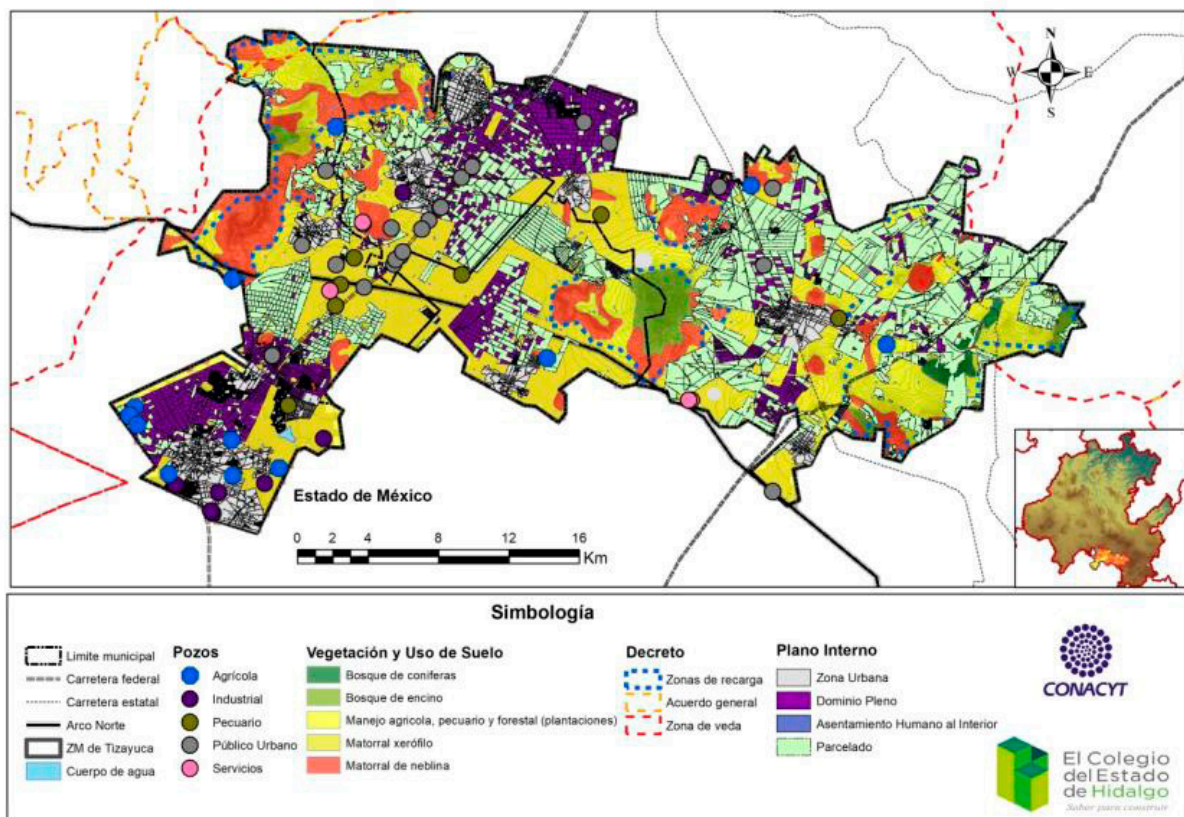 N
W E
S
Estado de México
0 2 4 8 12 16
Km
Simbología
Limite municipal
Carretera federal
Carretera estatal
Arco Norte
ZM de Tizayuca
Cuerpo de agua
Pozos
Agrícola
Industrial
Pecuario
Público Urbano
Servicios
Vegetación y Uso de Suelo
Bosque de coniferas
Bosque de encino
Manejo agricola, pecuario y forestal (plantaciones)
Matorral xerófilo
Matorral de neblina
Decreto
Zonas de recarga
Acuerdo general
Zona de veda
Plano Interno
Zona Urbana
Dominio Pleno
Asentamiento Humano al Interior
Parcelado
CONACYT
El Colegio
del Estado
de Hidalgo
Saber para construir